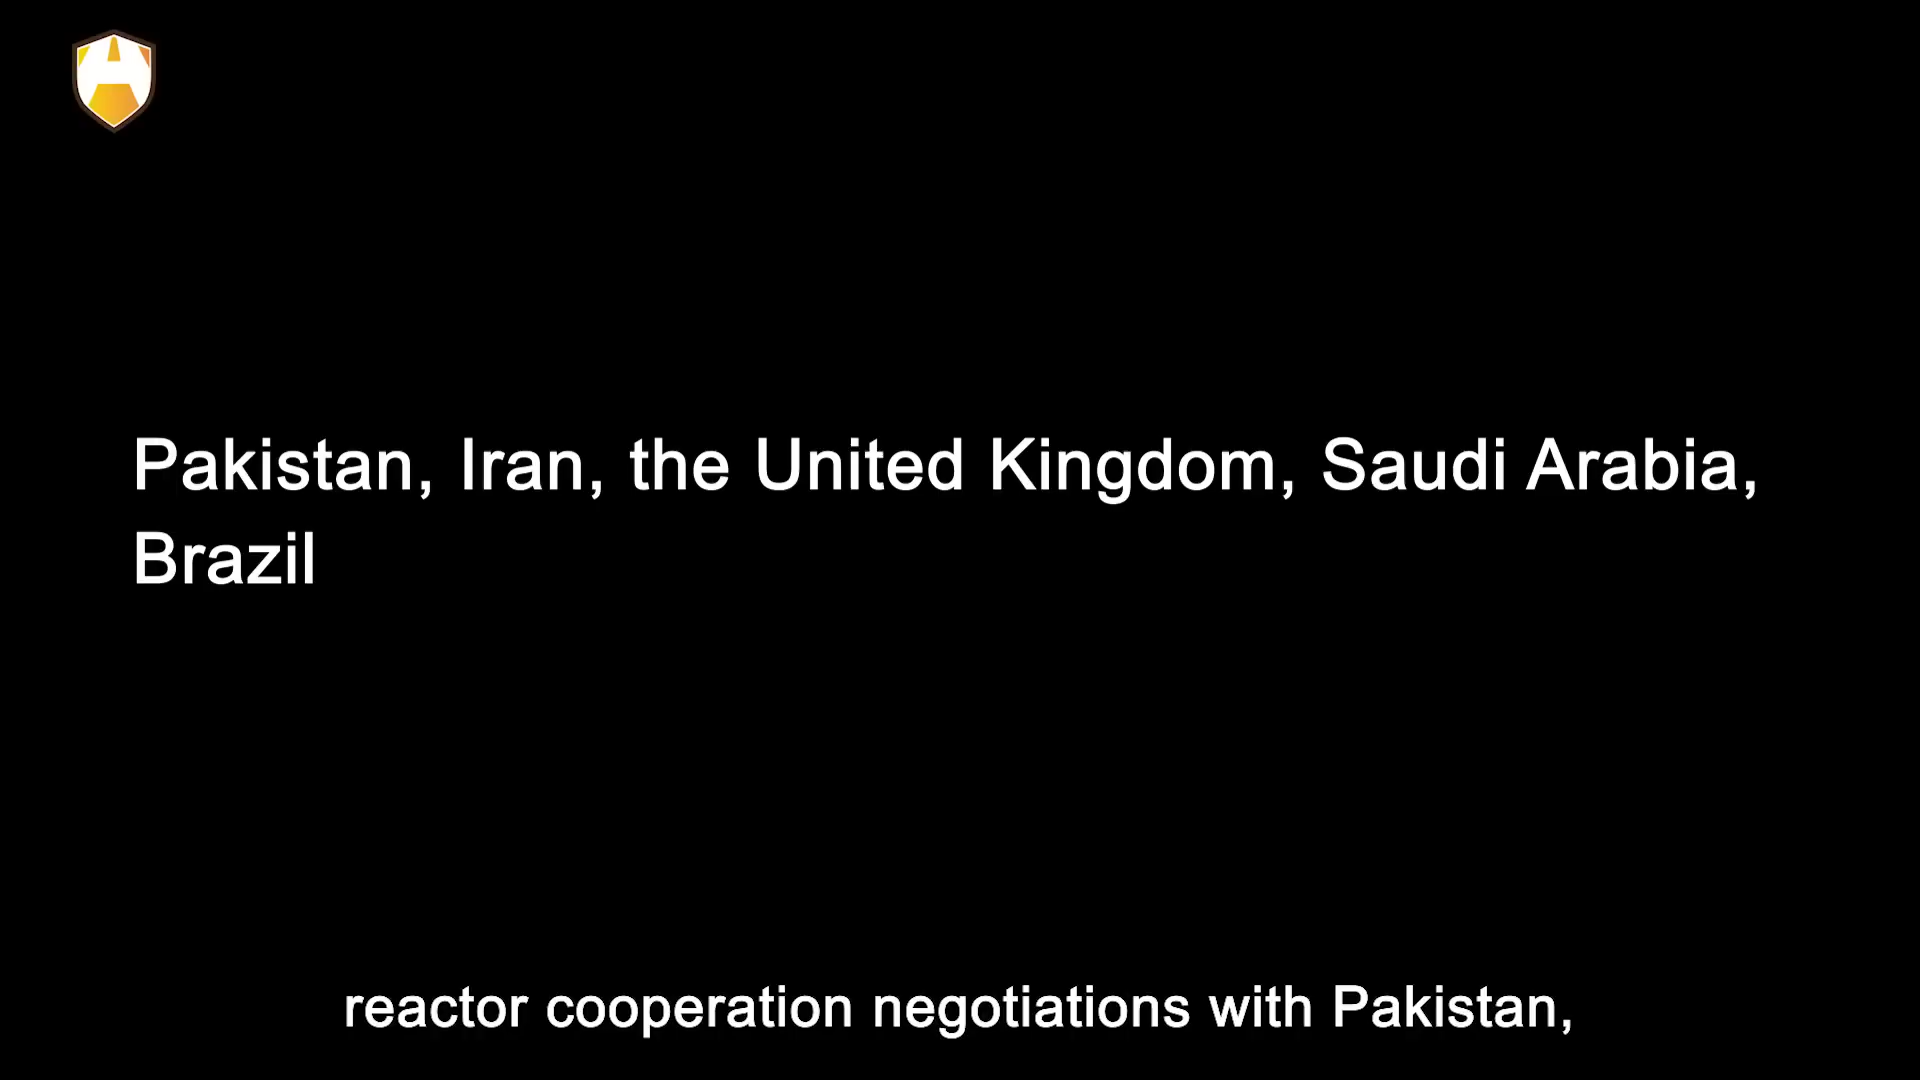 Pakistan, Iran, the United Kingdom, Saudi Arabia,
Brazil
reactor cooperation negotiations with Pakistan,